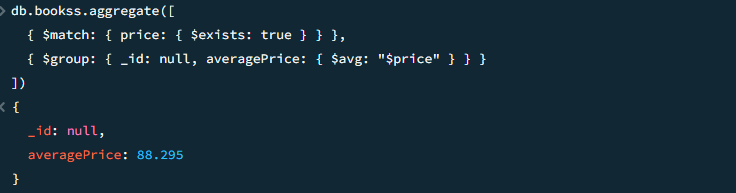 > db.bookss.aggregate([
{ $match: { price: { $exists: true } } },
{ $group: { _id: null, averagePrice: { $avg: "$price" } } }
])
< {
_id: null,
averagePrice: 88.295
}